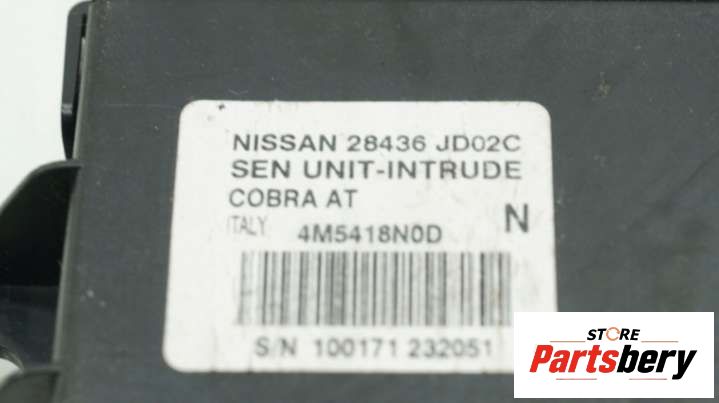 NISSAN 28436 JD02C
SEN UNIT-INTRUDE
COBRA AT
N
ITALY 4M5418N0D
S/N 100171 232051
STORE
Partsbery